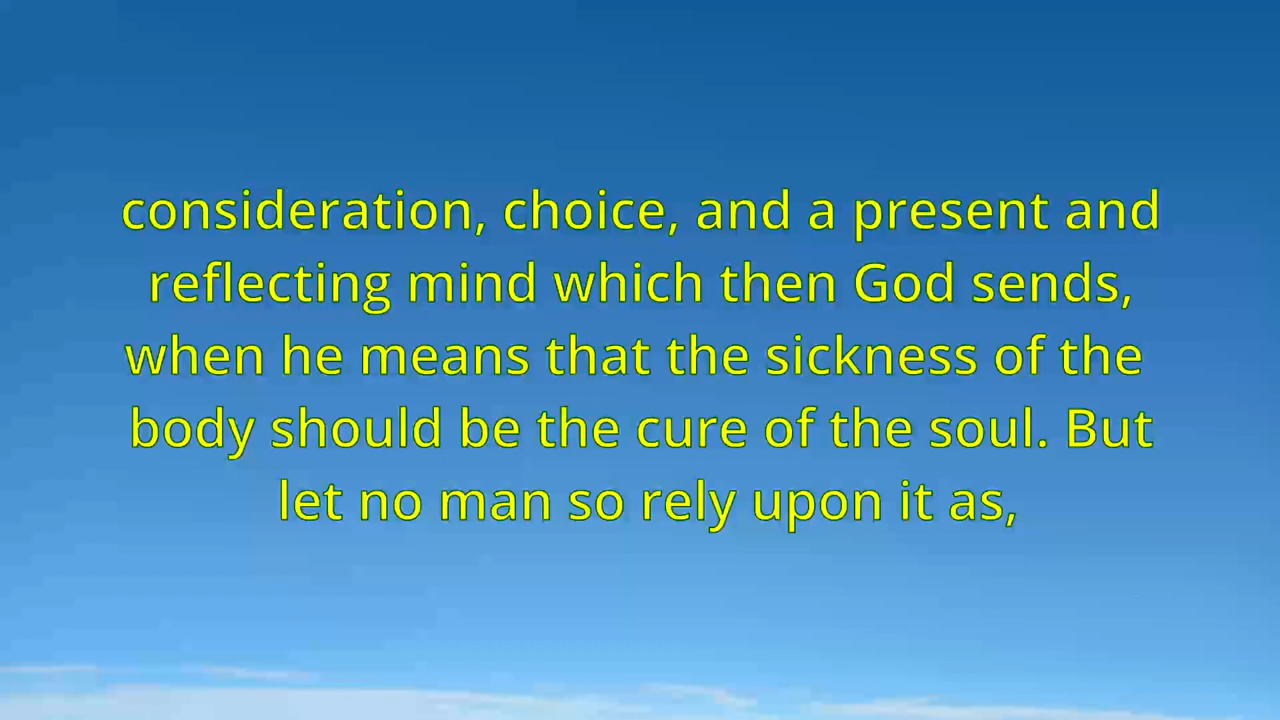 consideration, choice, and a present and
reflecting mind which then God sends,
when he means that the sickness of the
body should be the cure of the soul. But
let no man so rely upon it as,